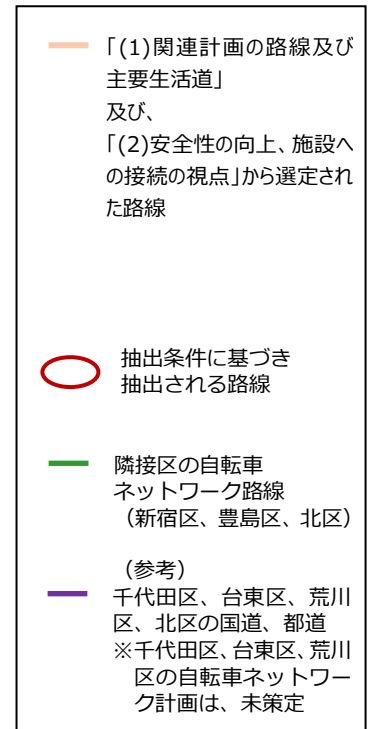 「(1)関連計画の路線及び
主要生活道」
及び、
「(2)安全性の向上、施設へ
の接続の視点」から選定され
た路線
抽出条件に基づき
抽出される路線
隣接区の自転車
ネットワーク路線
（新宿区、豊島区、北区）
（参考）
千代田区、台東区、荒川
区、北区の国道、都道
※千代田区、台東区、荒川
区の自転車ネットワー
ク計画は、未策定